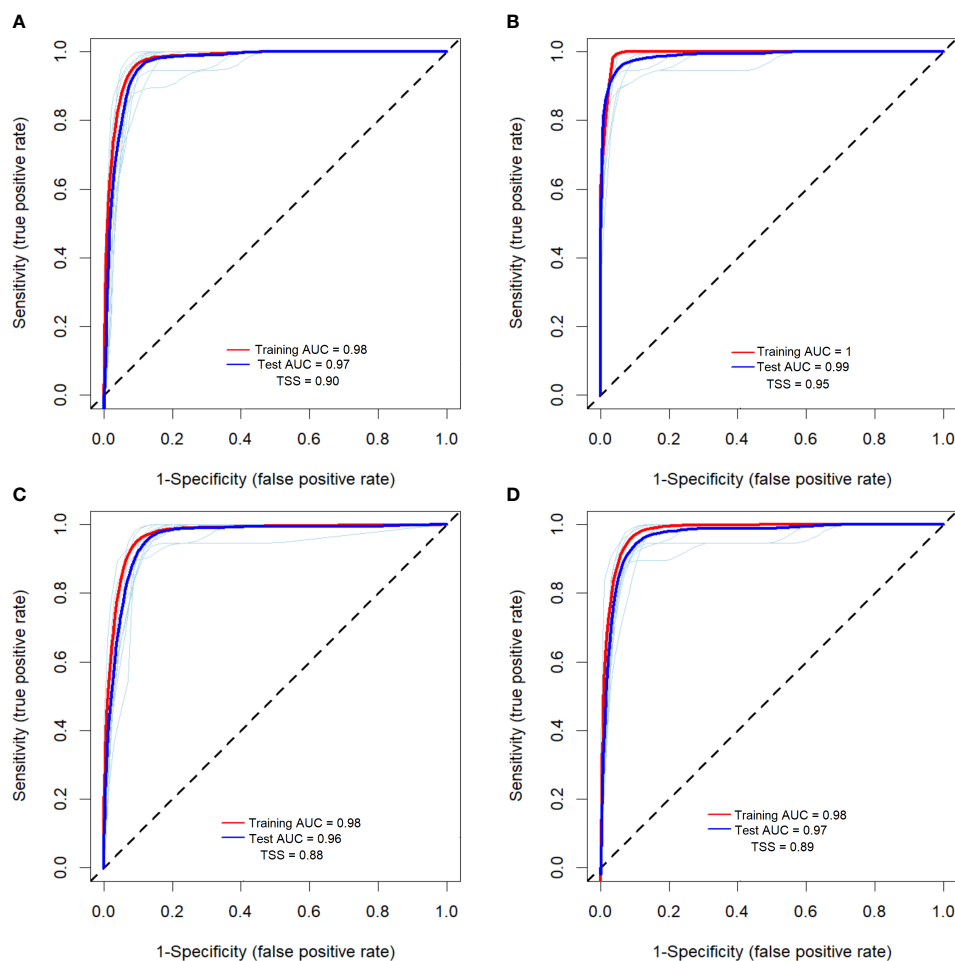 A
1.0
0.8
0.6
0.4
0.2
0.0
Sensitivity (true positive rate)
Training AUC = 0.98
Test AUC = 0.97
TSS = 0.90
0.0 0.2 0.4 0.6 0.8 1.0
1-Specificity (false positive rate)
B
1.0
0.8
0.6
0.4
0.2
0.0
Sensitivity (true positive rate)
Training AUC = 1
Test AUC = 0.99
TSS = 0.95
0.0 0.2 0.4 0.6 0.8 1.0
1-Specificity (false positive rate)
C
1.0
0.8
0.6
0.4
0.2
0.0
Sensitivity (true positive rate)
Training AUC = 0.98
Test AUC = 0.96
TSS = 0.88
0.0 0.2 0.4 0.6 0.8 1.0
1-Specificity (false positive rate)
D
1.0
0.8
0.6
0.4
0.2
0.0
Sensitivity (true positive rate)
Training AUC = 0.98
Test AUC = 0.97
TSS = 0.89
0.0 0.2 0.4 0.6 0.8 1.0
1-Specificity (false positive rate)